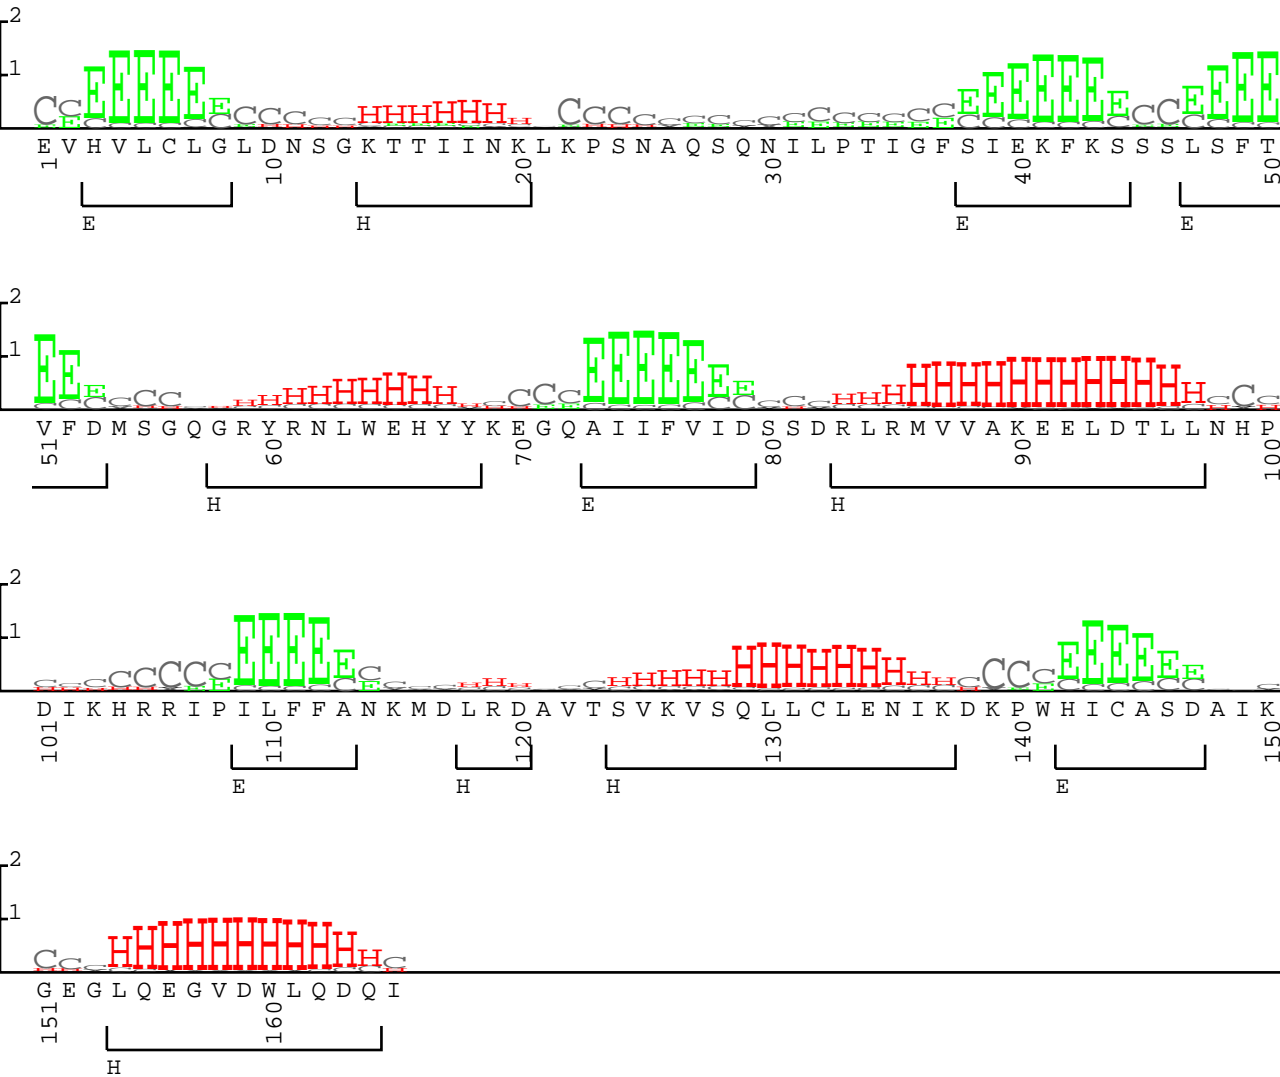 2
1
C C E E E E E E C C C C C H H H H H H H C C C C C C C C C C C C C C C C E E E E E E E C C E E E E
E V H V L C L G L D N S G K T T I I N K L K P S N A Q S Q N I L P T I G F S I E K F K S S S L S F T
1 10 20 30 40 50
E H E E
2
1
E E E C C C H H H H H H H H H C C C E E E E E E E C C C H H H H H H H H H H H H H H H C C C
V F D M S G Q G R Y R N L W E H Y Y K E G Q A I I F V I D S S D R L R M V V A K E E L D T L L N H P
51 60 70 80 90 100
H E H
2
1
C C C C C C C C E E E E E C C C C H H H C C C H H H H H H H H H H H H H H C C C E E E E E E C
D I K H R R I P I L F F A N K M D L R D A V T S V K V S Q L L C L E N I K D K P W H I C A S D A I K
101 110 120 130 140 150
E H H E
2
1
C C C H H H H H H H H H H H C
G E G L Q E G V D W L Q D Q I
151 160
H